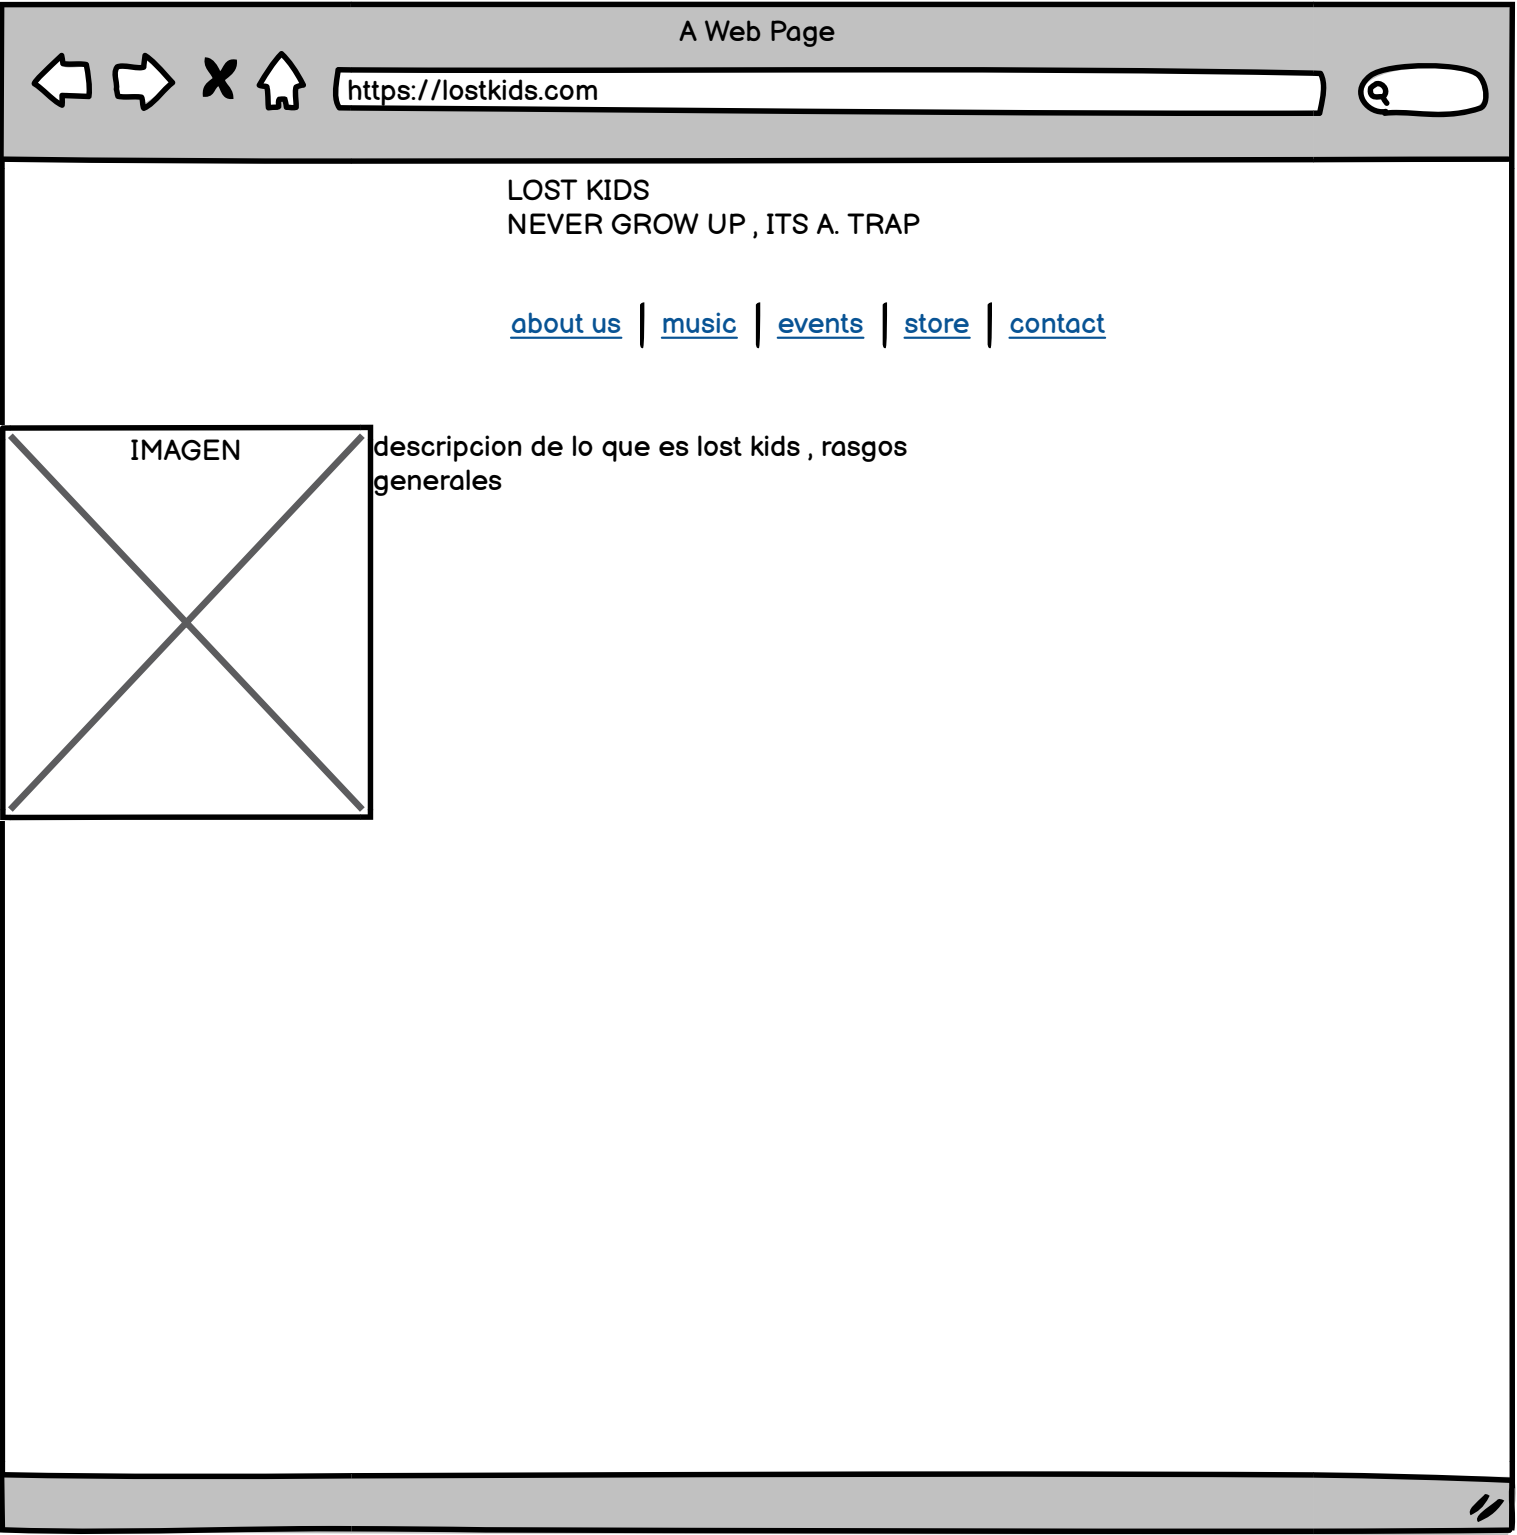 A Web Page
https://lostkids.com
LOST KIDS
NEVER GROW UP , ITS A. TRAP
about us | music | events | store | contact
IMAGEN
descripcion de lo que es lost kids , rasgos
generales